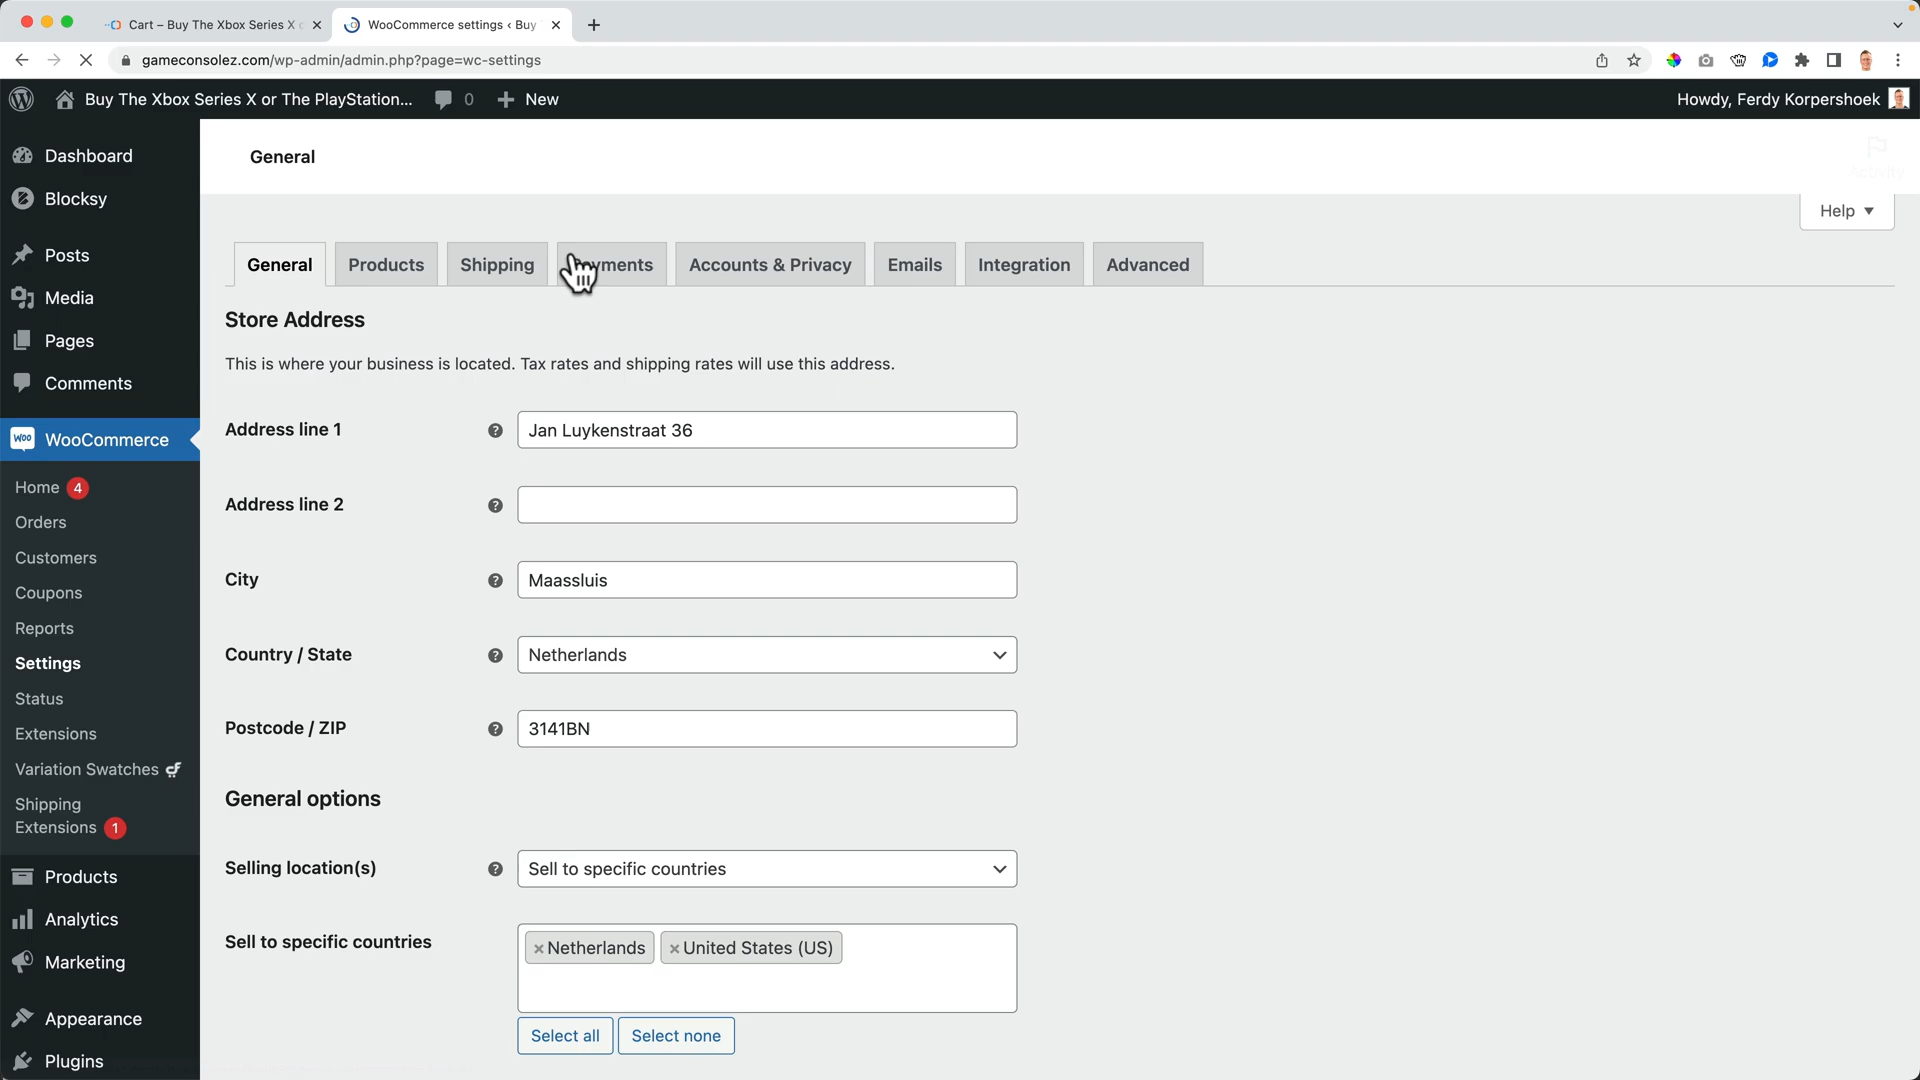 Cart – Buy The Xbox Series X
WooCommerce settings ‹ Buy
gameconsolez.com/wp-admin/admin.php?page=wc-settings
Buy The Xbox Series X or The PlayStation...
0
New
Howdy, Ferdy Korpershoek
Dashboard
Blocksy
Posts
Media
Pages
Comments
Woo
WooCommerce
Home 4
Orders
Customers
Coupons
Reports
Settings
Status
Extensions
Variation Swatches
Shipping
Extensions 1
Products
Analytics
Marketing
Appearance
Plugins
General
Activity
Help
General
Products
Shipping
Accounts & Privacy
Emails
Integration
Advanced
Store Address
This is where your business is located. Tax rates and shipping rates will use this address.
Address line 1
Jan Luykenstraat 36
Address line 2
City
Maassluis
Country / State
Netherlands
Postcode / ZIP
3141BN
General options
Selling location(s)
Sell to specific countries
Sell to specific countries
×Netherlands
×United States (US)
Select all
Select none